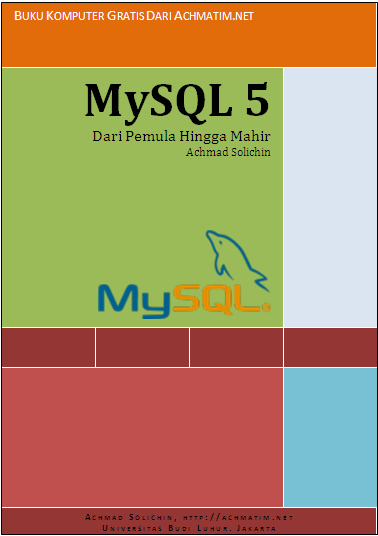 BUKU KOMPUTER GRATIS DARI ACHMATIM.NET
MySQL 5
Dari Pemula Hingga Mahir
Achmad Solichin
MySQL®
ACHMAD SOLICHIN, HTTP://ACHMATIM.NET
UNIVERSITAS BUDI LUHUR, JAKARTA